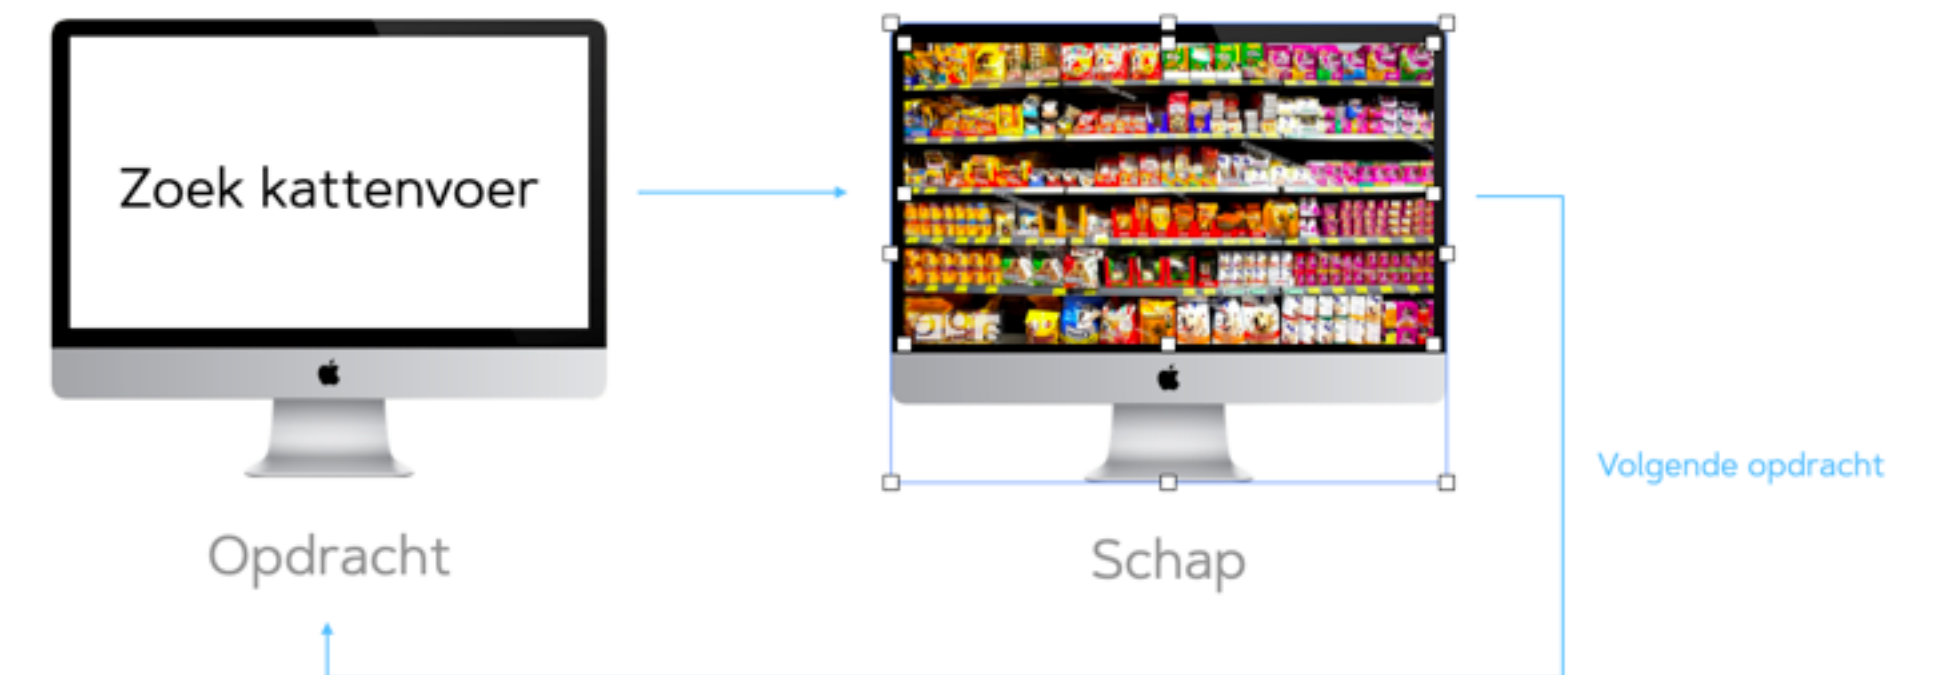 Zoek kattenvoer
Volgende opdracht
Opdracht
Schap